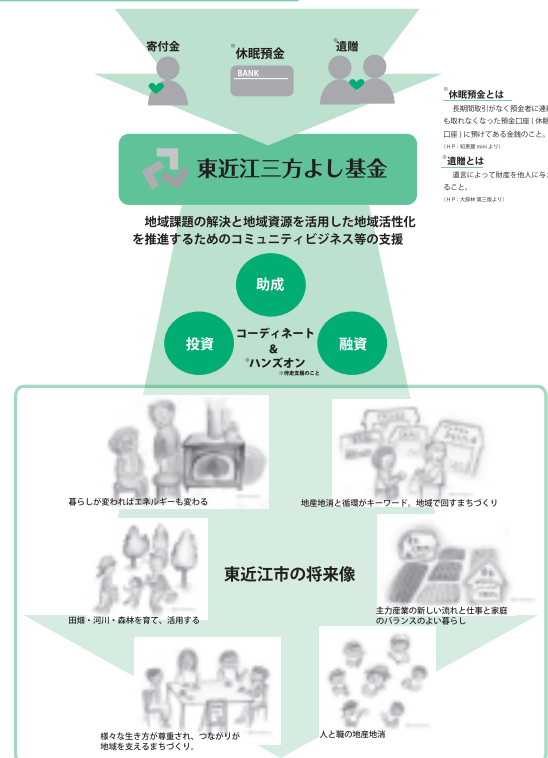 寄付金
※休眠預金
※遺贈
BANK
※休眠預金とは
長期間取引がなく預金者に連絡
も取れなくなった預金口座 ( 休眠
口座 ) に預けてある金銭のこと。
（H P：知恵蔵 mini より）
※遺贈とは
遺言によって財産を他人に与え
ること。
（H P：大辞林 第三版より）
東近江三方よし基金
地域課題の解決と地域資源を活用した地域活性化
を推進するためのコミュニティビジネス等の支援
助成
投資
コーディネート
&
※ハンズオン
※伴走支援のこと
融資
暮らしが変わればエネルギーも変わる
地産地消と循環がキーワード。地域で回すまちづくり
東近江市の将来像
田畑・河川・森林を育て、活用する
主力産業の新しい流れと仕事と家庭
のバランスのよい暮らし
様々な生き方が尊重され、つながりが
地域を支えるまちづくり。
人と職の地産地消